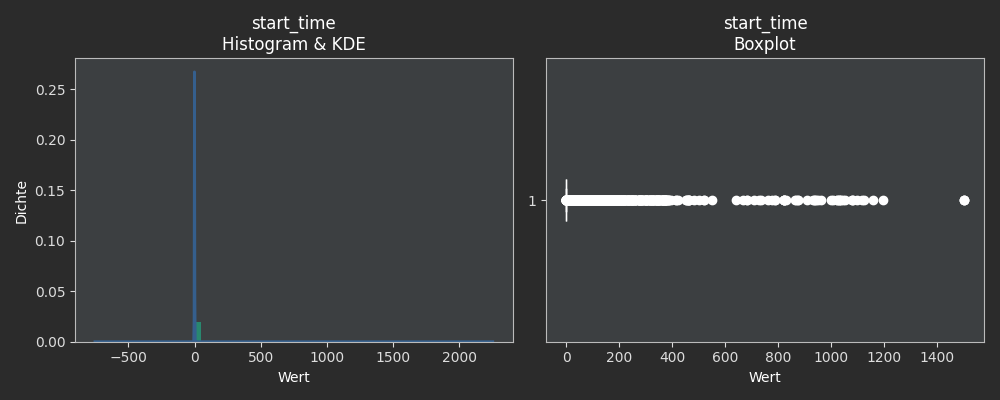 start_time
Histogram & KDE
0.25
0.20
0.15
0.10
0.05
0.00
Dichte
−500 0 500 1000 1500 2000
Wert
start_time
Boxplot
1
0 200 400 600 800 1000 1200 1400
Wert